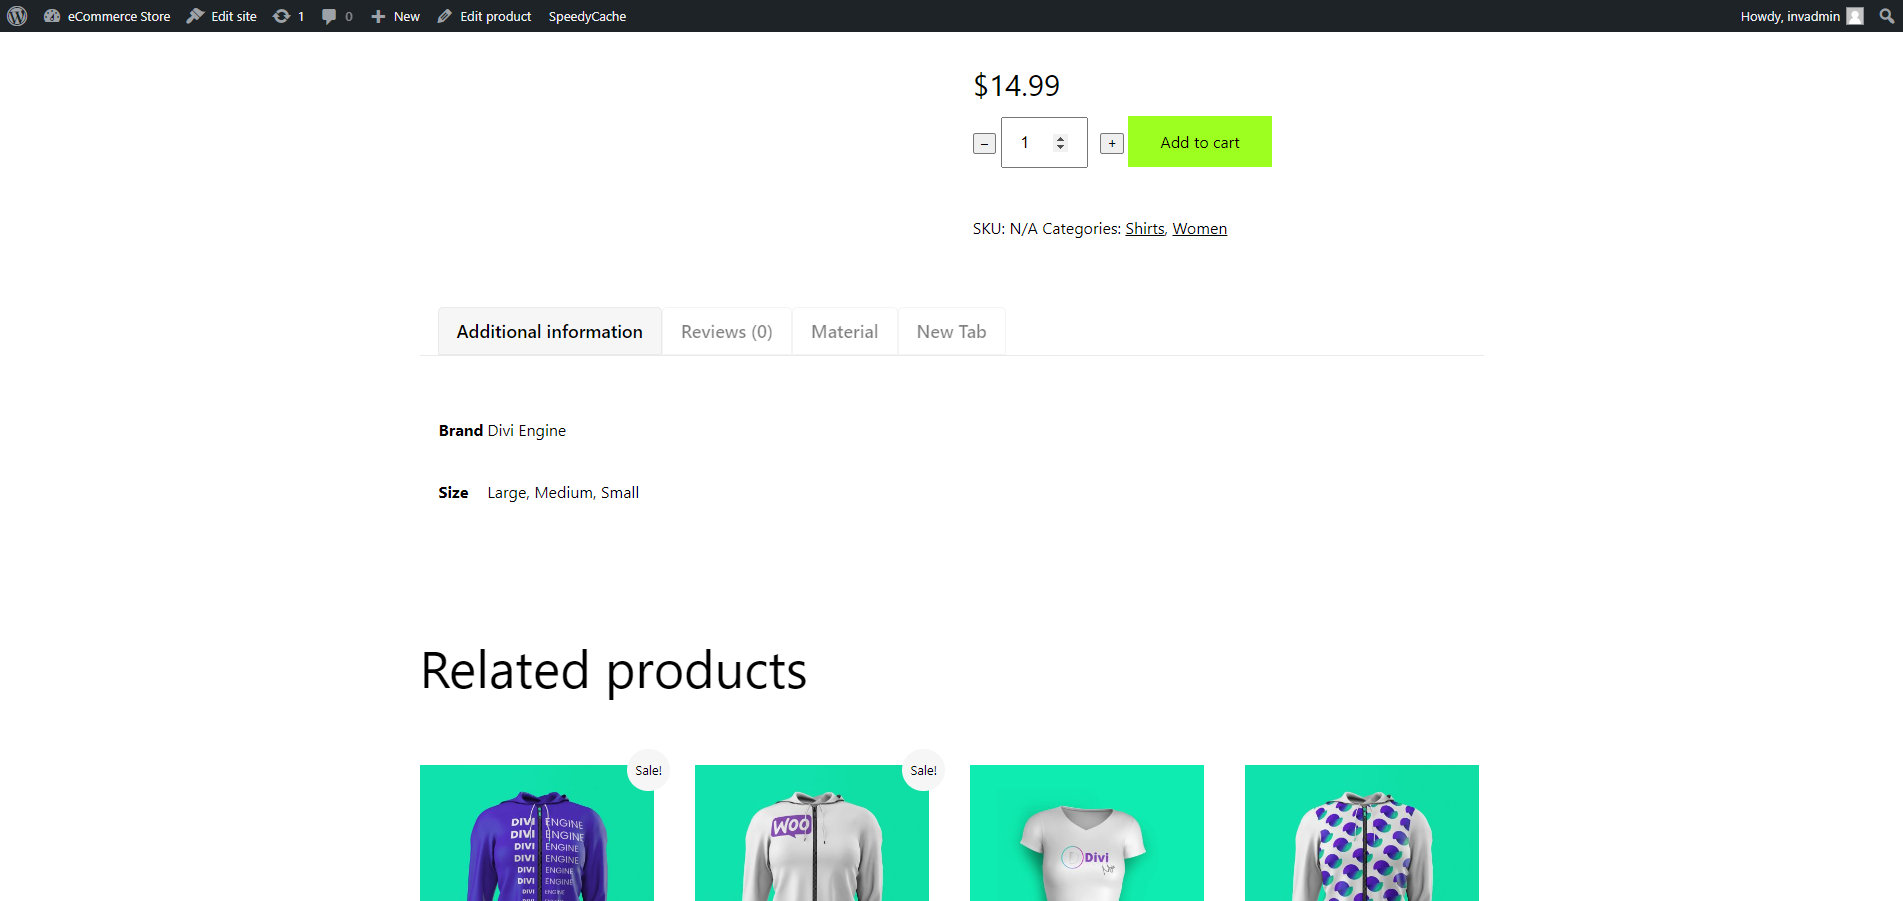 eCommerce Store Edit site 1 0 New Edit product SpeedyCache Howdy, invadmin
$14.99
- 1 + Add to cart
SKU: N/A Categories: Shirts, Women
Additional information Reviews (0) Material New Tab
Brand Divi Engine
Size Large, Medium, Small
Related products
Sale! Sale!
DIVI ENGINE
DIVI ENGINE
DIVI ENGINE
DIVI ENGINE
DIVI ENGINE
DIVI ENGINE
DIVI ENGINE
WOO
Divi